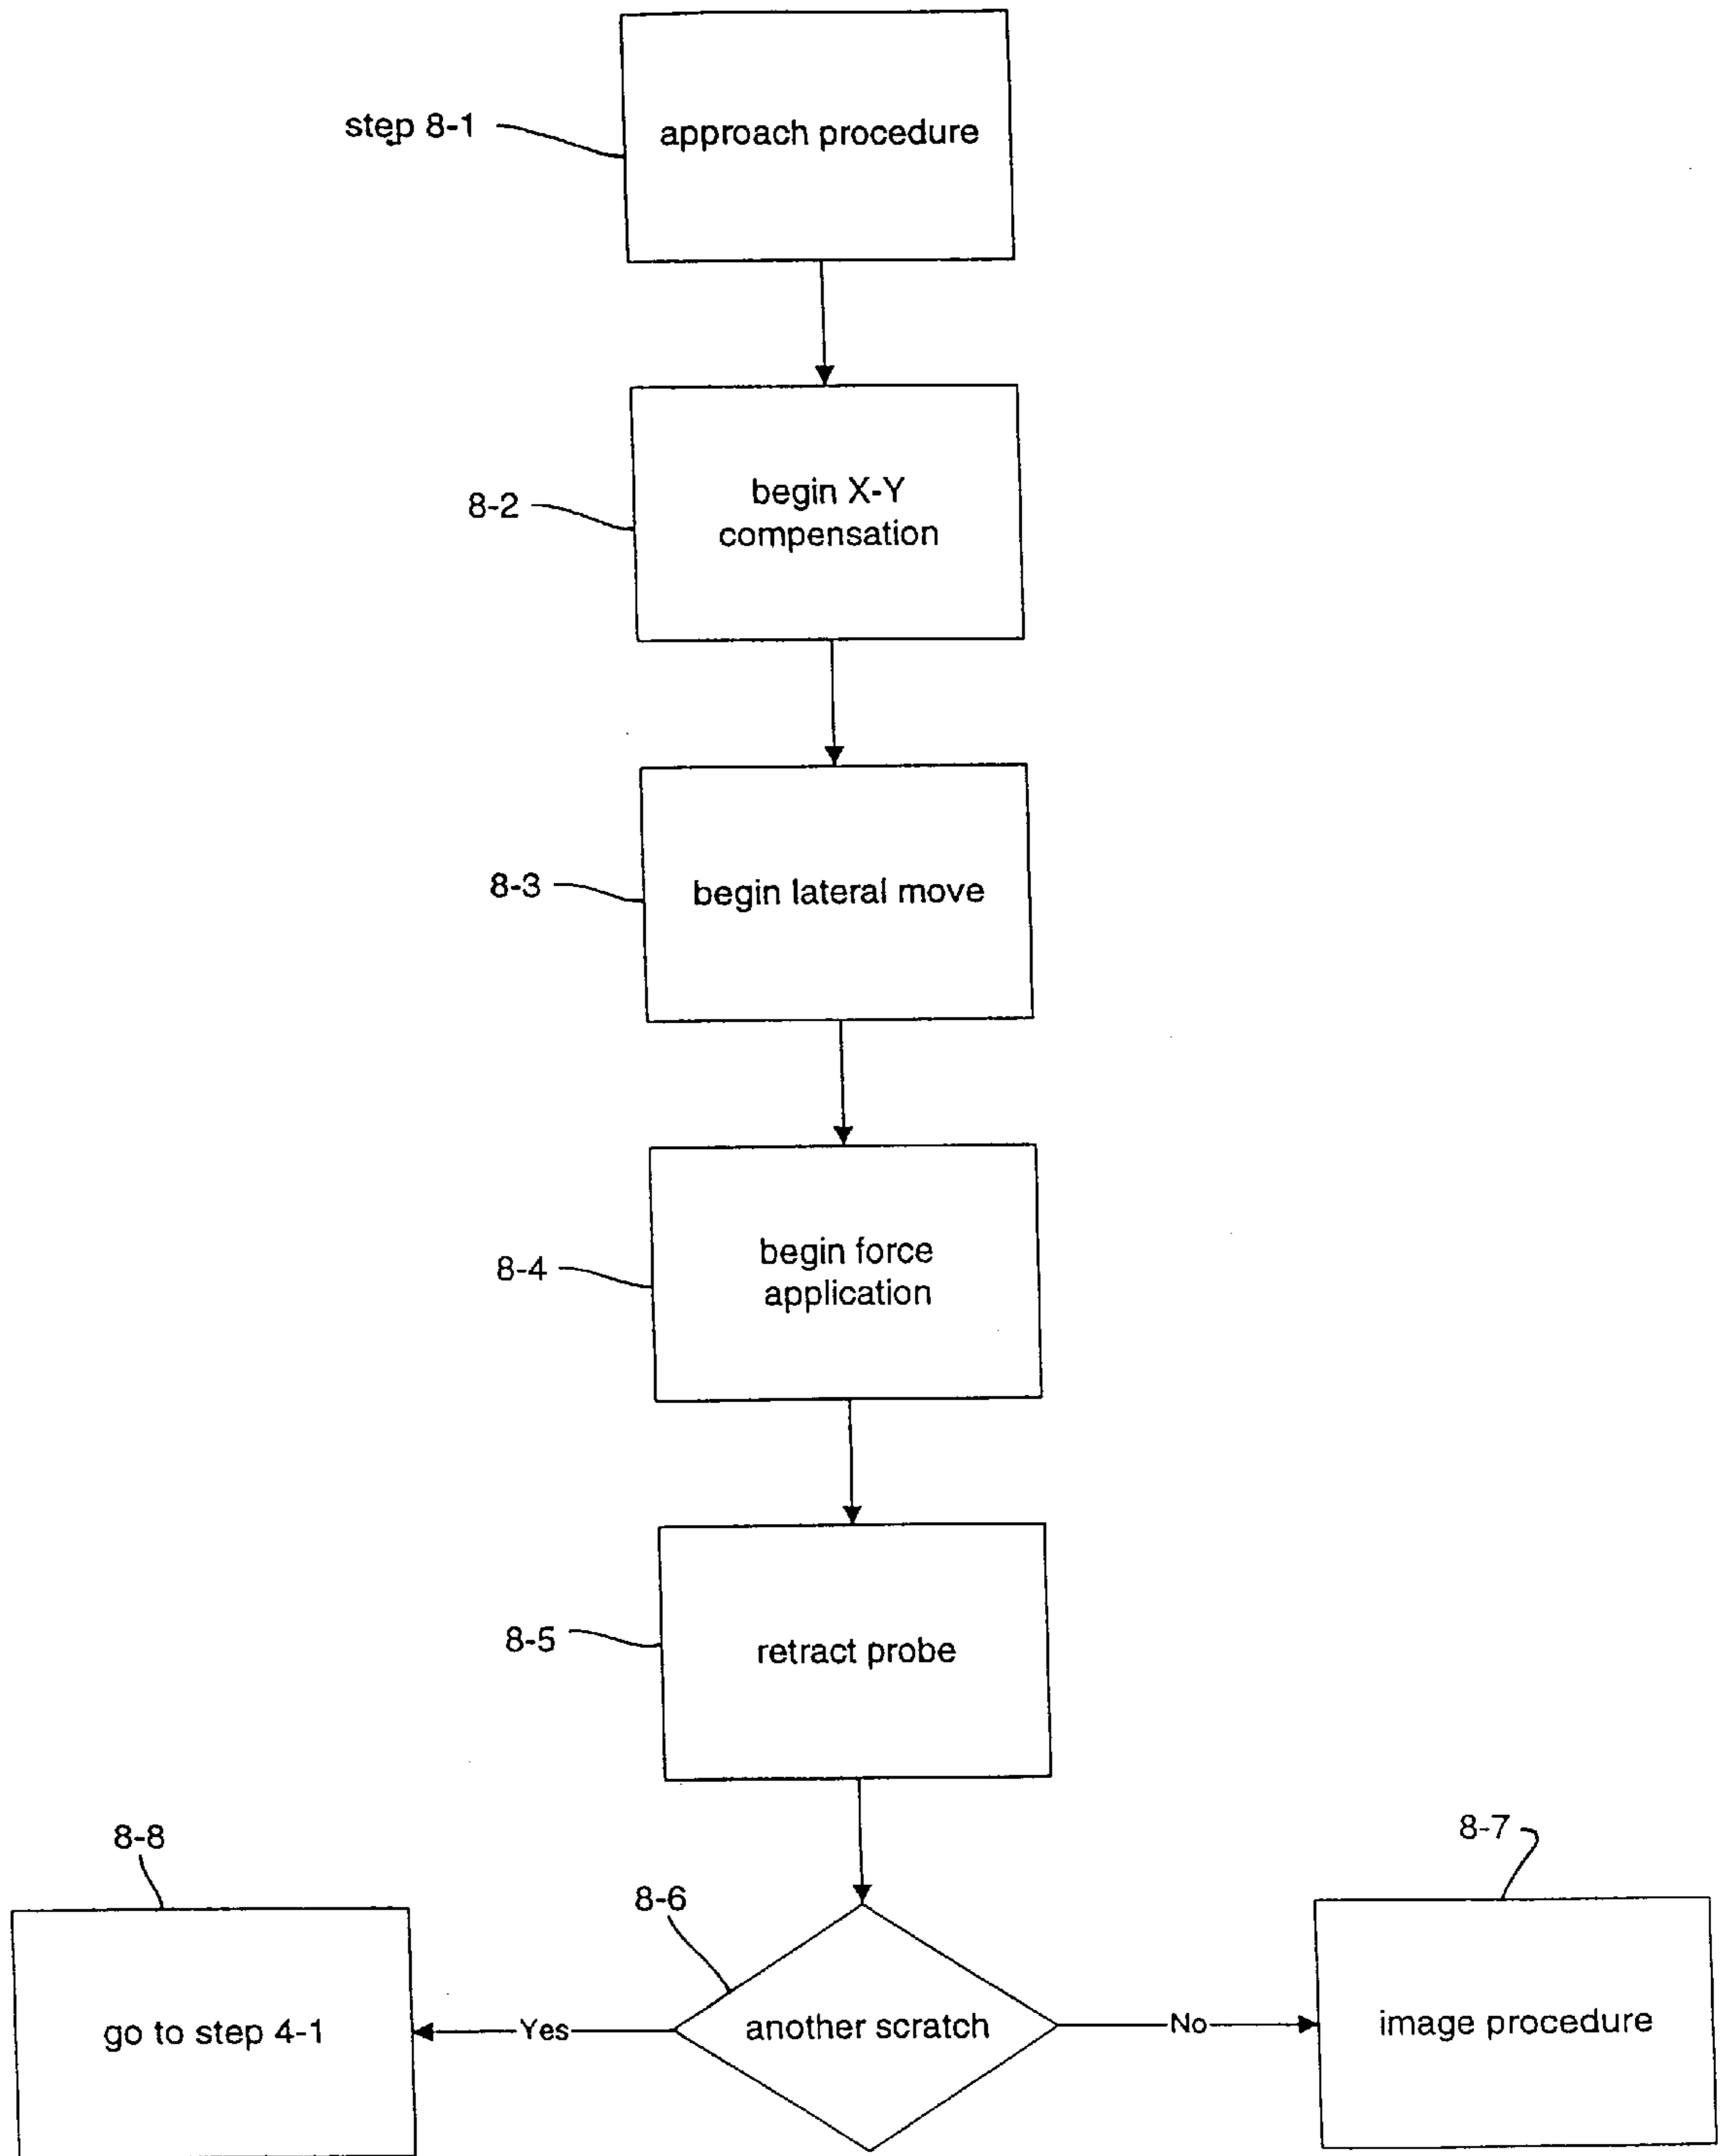 step 8-1
approach procedure
8-2
begin X-Y
compensation
8-3
begin lateral move
8-4
begin force
application
8-5
retract probe
8-8
8-6
8-7
go to step 4-1
Yes
another scratch
No
image procedure